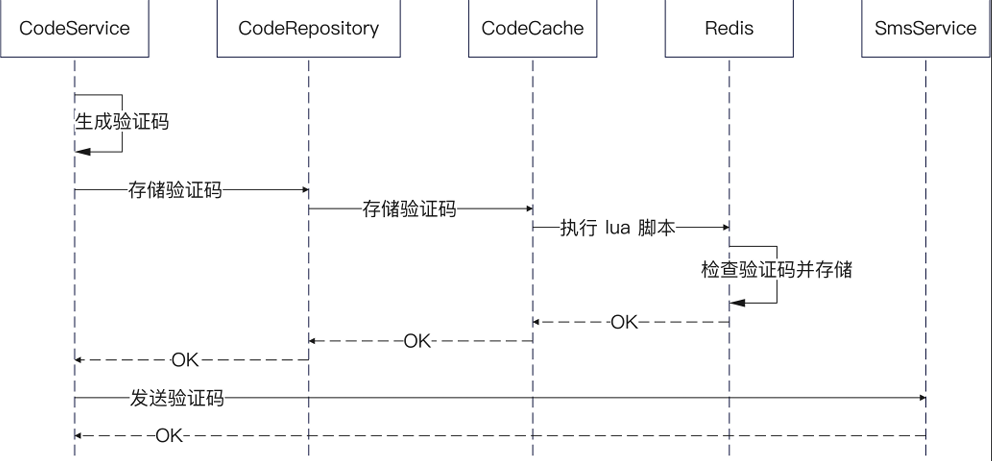 CodeService
CodeRepository
CodeCache
Redis
SmsService
生成验证码
存储验证码
存储验证码
执行 lua 脚本
检查验证码并存储
OK
OK
OK
发送验证码
OK